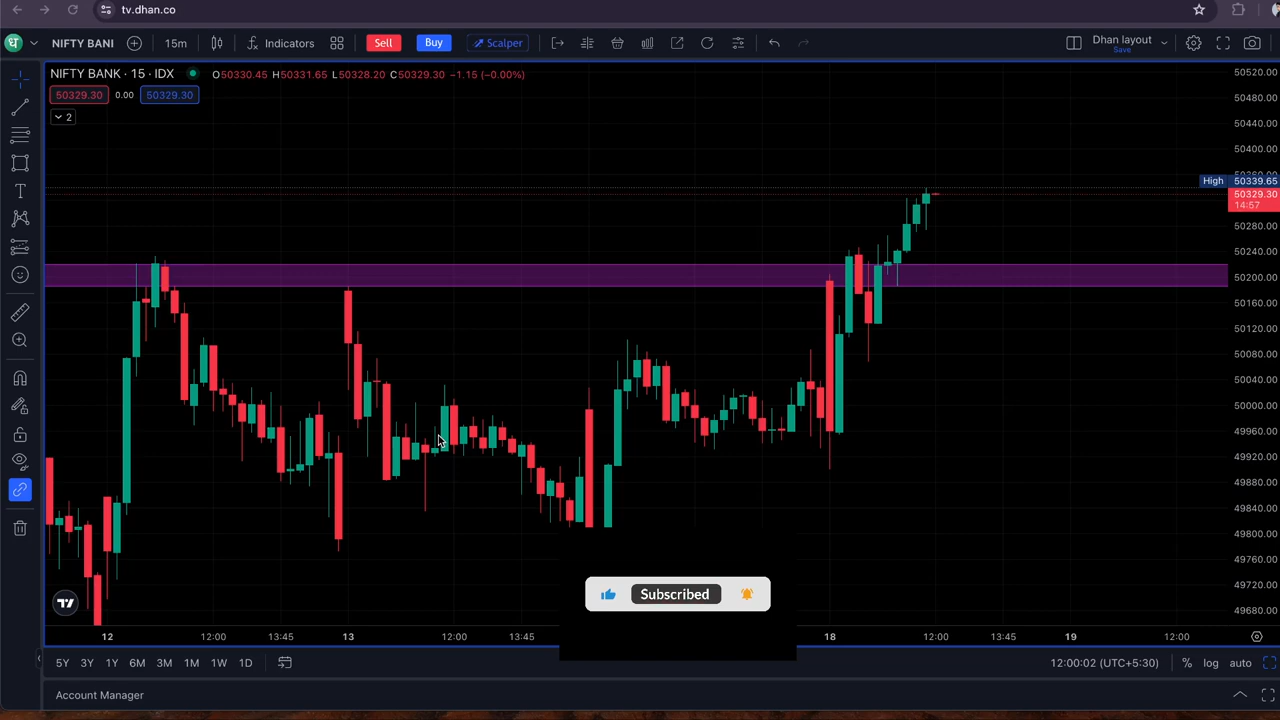 tv.dhan.co
NIFTY BANI 15m Indicators Sell Buy Scalper Dhan layout
Save
NIFTY BANK · 15 · IDX O50330.45 H50331.65 L50328.20 C50329.30 −1.15 (−0.00%)
50329.30 0.00 50329.30
2
50520.00
50480.00
50440.00
50400.00
High 50339.65
50329.30
14:57
50280.00
50240.00
50200.00
50160.00
50120.00
50080.00
50040.00
50000.00
49960.00
49920.00
49880.00
49840.00
49800.00
49760.00
49720.00
49680.00
Subscribed
12 12:00 13:45 13 12:00 13:45 18 12:00 13:45 19 12:00
5Y 3Y 1Y 6M 3M 1M 1W 1D 12:00:02 (UTC+5:30) % log auto
Account Manager